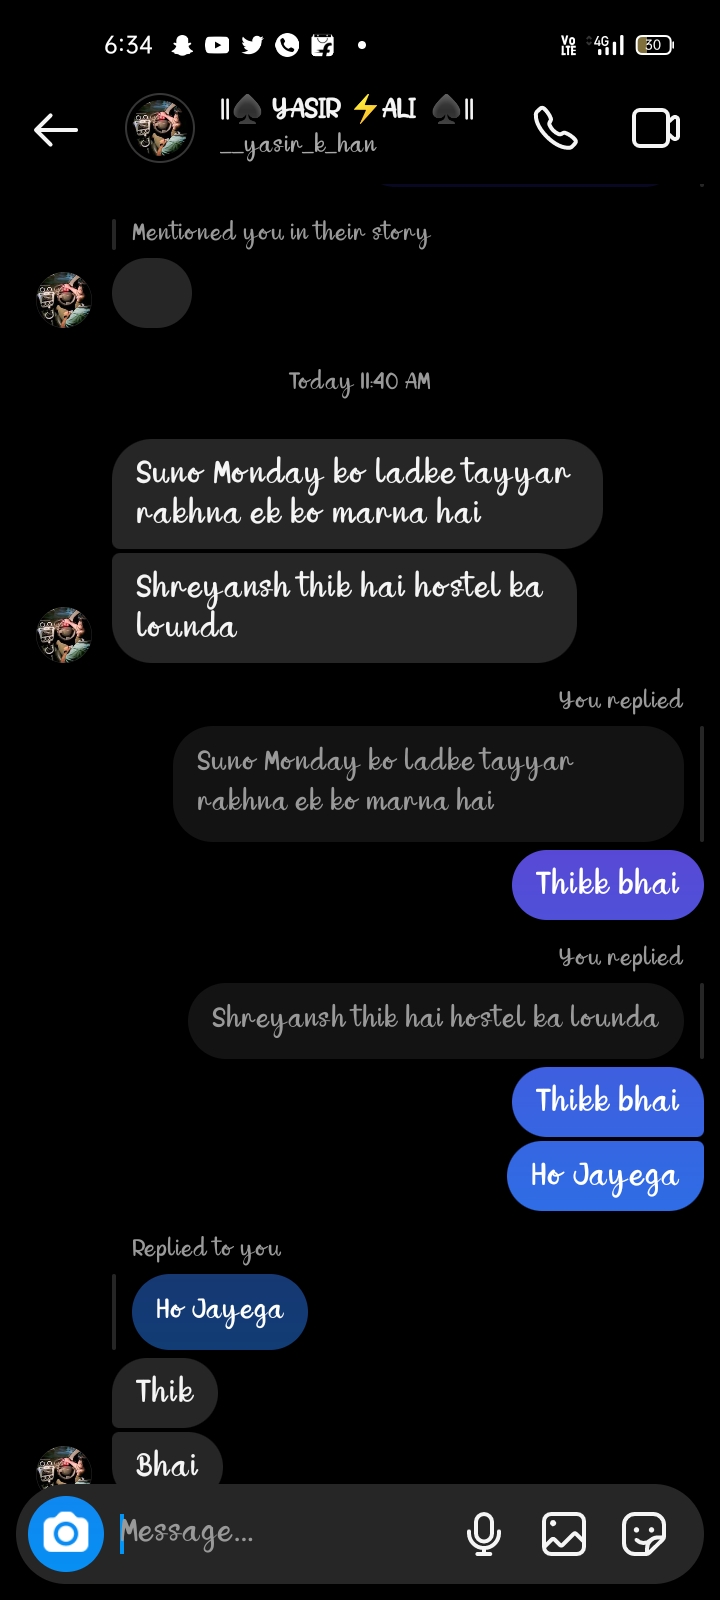 6:34
Vo LTE 4G 30
||♠ YASIR ⚡ALI ♠||
__yasir_k_han
Mentioned you in their story
Today 11:40 AM
Suno Monday ko ladke tayyar
rakhna ek ko marna hai
Shreyansh thik hai hostel ka
lounda
You replied
Suno Monday ko ladke tayyar
rakhna ek ko marna hai
Thikk bhai
You replied
Shreyansh thik hai hostel ka lounda
Thikk bhai
Ho Jayega
Replied to you
Ho Jayega
Thik
Bhai
Message...